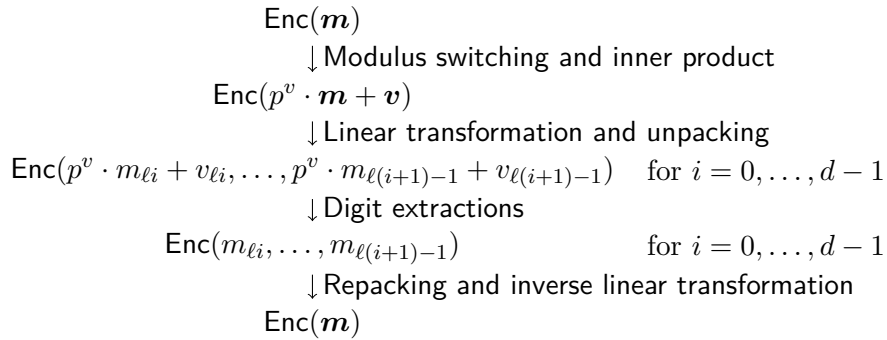 Enc(m)
↓ Modulus switching and inner product
Enc(p^v · m + v)
↓ Linear transformation and unpacking
Enc(p^v · m_{ℓi} + v_{ℓi}, . . . , p^v · m_{ℓ(i+1)−1} + v_{ℓ(i+1)−1}) for i = 0, . . . , d − 1
↓ Digit extractions
Enc(m_{ℓi}, . . . , m_{ℓ(i+1)−1}) for i = 0, . . . , d − 1
↓ Repacking and inverse linear transformation
Enc(m)